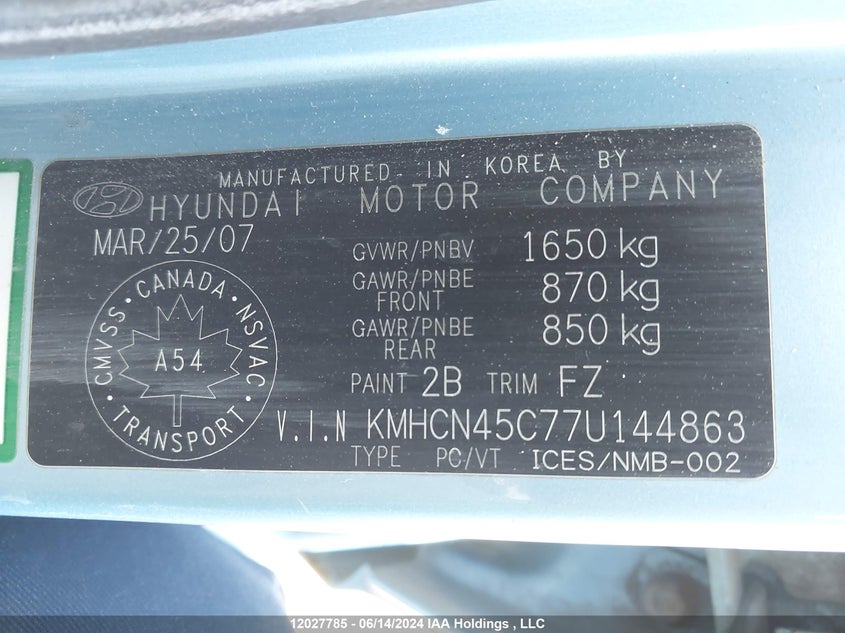 MANUFACTURED IN KOREA BY
HYUNDAI MOTOR COMPANY
MAR/25/07
GVWR/PNBV 1650 kg
GAWR/PNBE FRONT 870 kg
GAWR/PNBE REAR 850 kg
CMVSS · CANADA · NSVAC
A54
· TRANSPORT ·
PAINT 2B TRIM FZ
V.I.N KMHCN45C77U144863
TYPE PC/VT ICES/NMB-002
12027785 - 06/14/2024 IAA Holdings , LLC